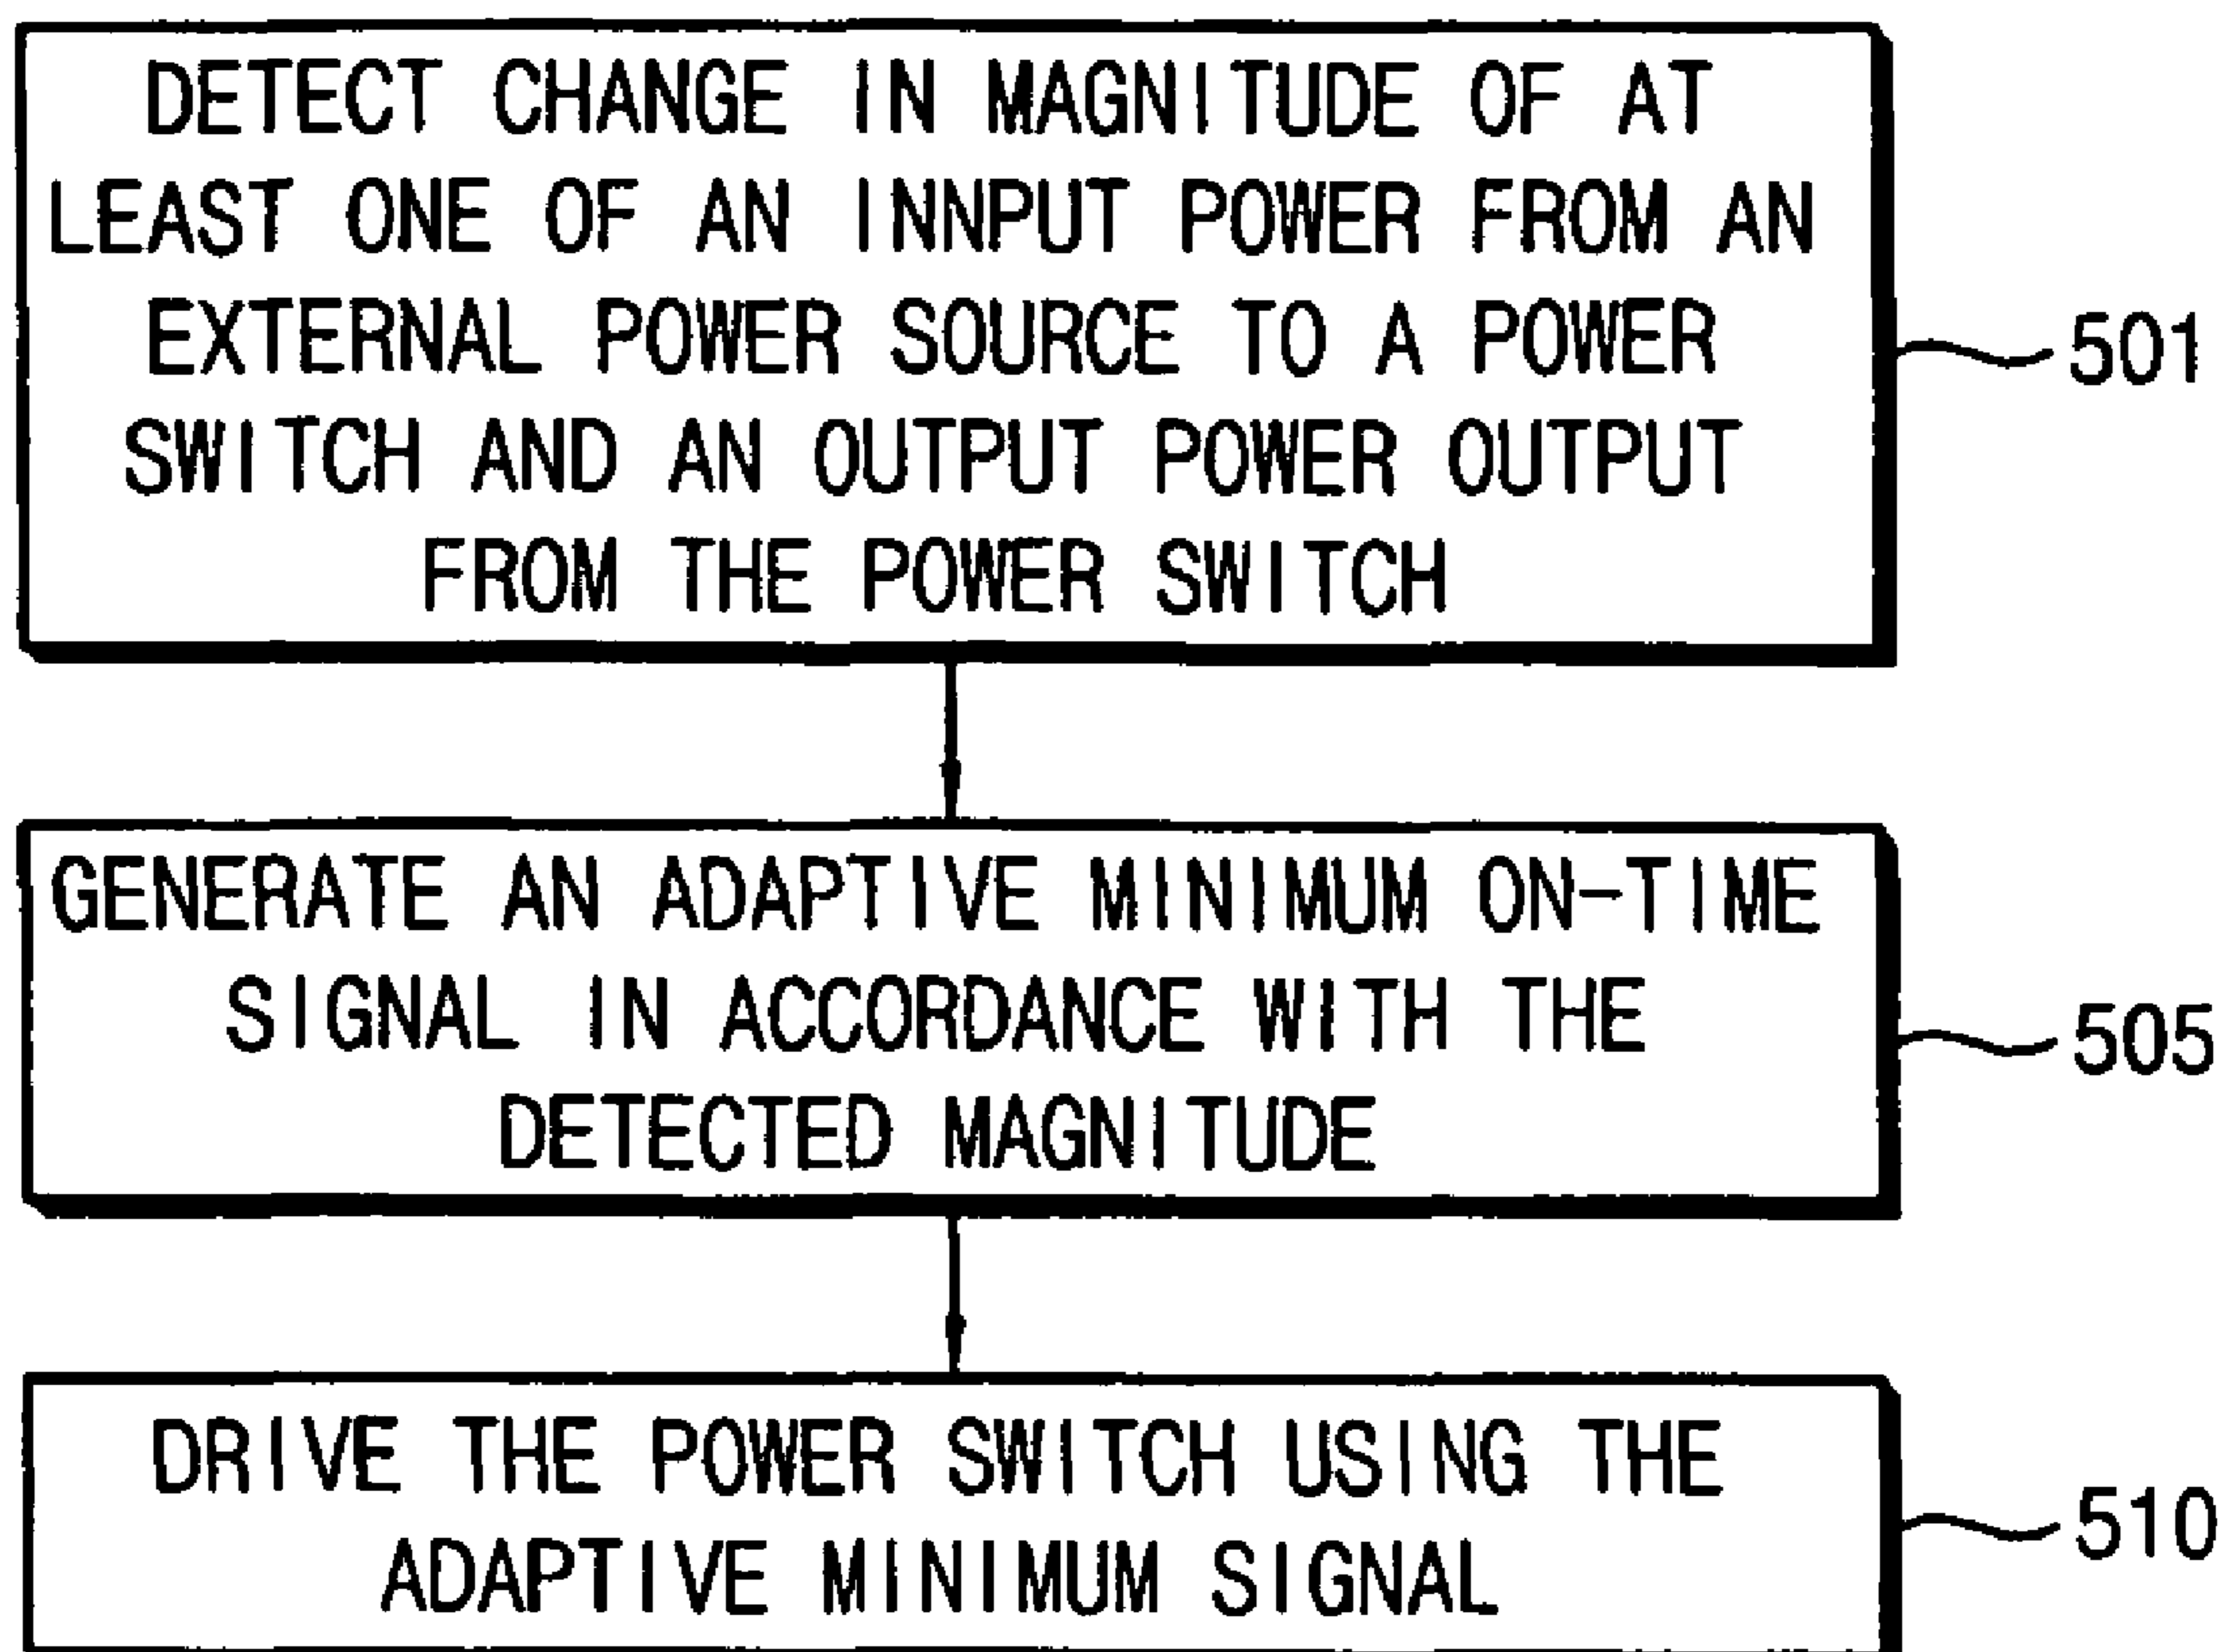 DETECT CHANGE IN MAGNITUDE OF AT
LEAST ONE OF AN INNPUT POWER FROM AN
EXTERNAL POWER SOURCE TO A POWER
SWITCH AND AN OUTPUT POWER OUTPUT
FROM THE POWER SWITCH
501
GENERATE AN ADAPTIVE MINIMUM ON-TIME
SIGNAL IN ACCORDANCE WITH THE
DETECTED MAGNITUDE
505
DRIVE THE POWER SWITCH USING THE
ADAPTIVE MINIMUM SIGNAL
510